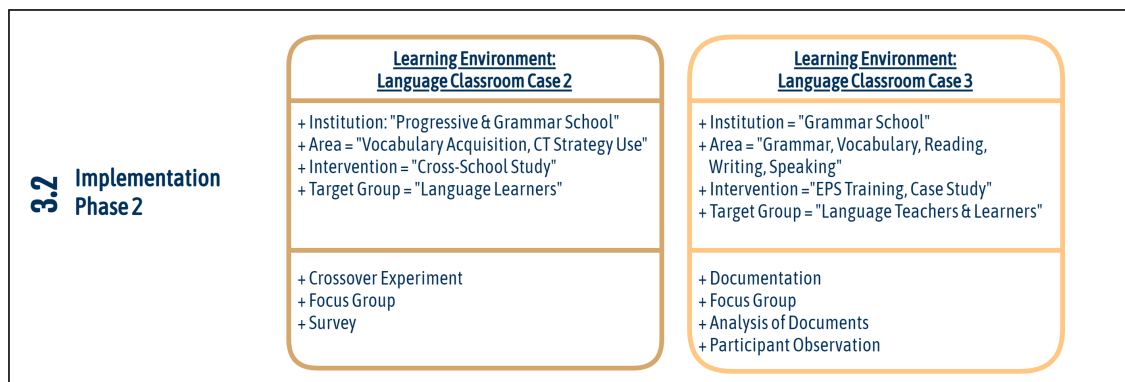 3.2
Implementation
Phase 2
Learning Environment:
Language Classroom Case 2
+ Institution: "Progressive & Grammar School"
+ Area = "Vocabulary Acquisition, CT Strategy Use"
+ Intervention = "Cross-School Study"
+ Target Group = "Language Learners"
+ Crossover Experiment
+ Focus Group
+ Survey
Learning Environment:
Language Classroom Case 3
+ Institution = "Grammar School"
+ Area = "Grammar, Vocabulary, Reading,
Writing, Speaking"
+ Intervention ="EPS Training, Case Study"
+ Target Group = "Language Teachers & Learners"
+ Documentation
+ Focus Group
+ Analysis of Documents
+ Participant Observation